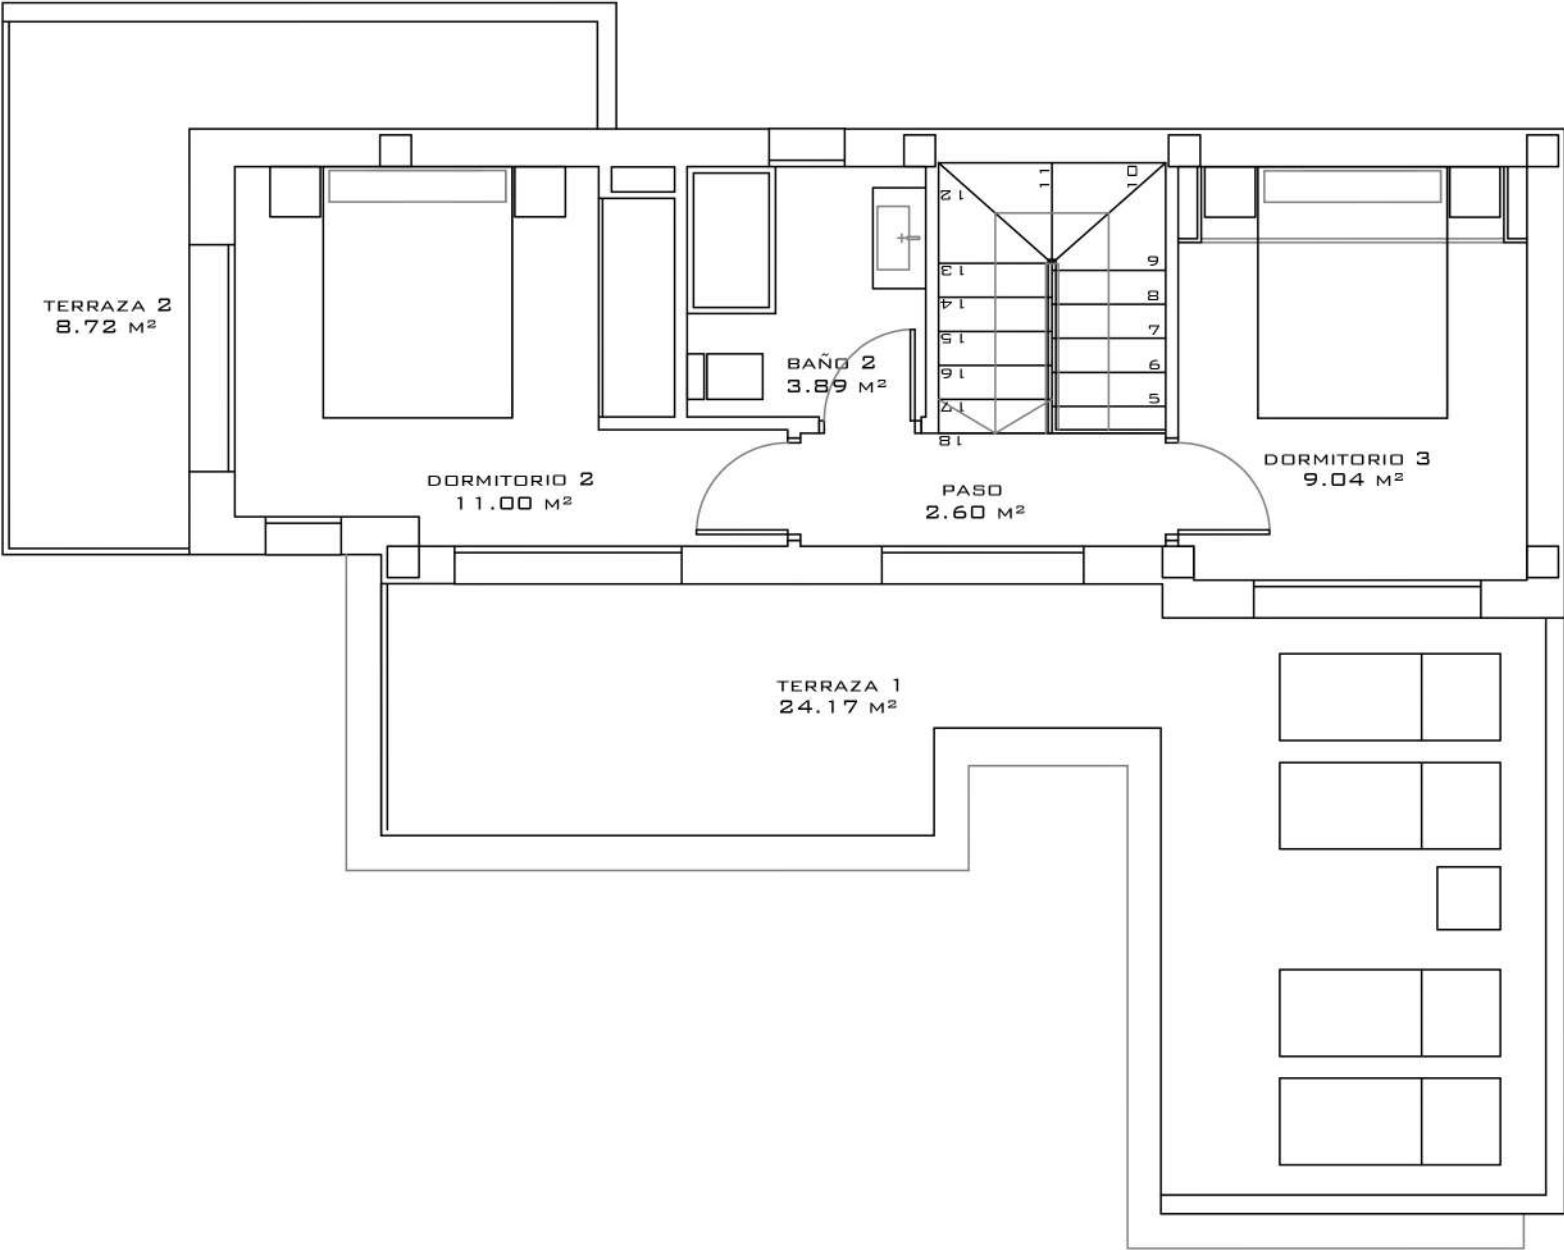 TERRAZA 2
8.72 M²
DORMITORIO 2
11.00 M²
BAÑO 2
3.89 M²
12
11
10
13
14
15
16
17
18
9
8
7
6
5
PASO
2.60 M²
DORMITORIO 3
9.04 M²
TERRAZA 1
24.17 M²